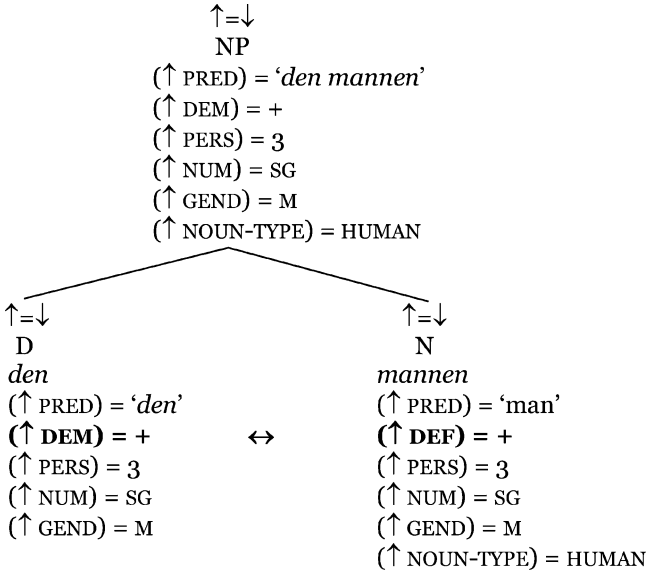 ↑=↓
NP
(↑ PRED) = ‘den mannen’
(↑ DEM) = +
(↑ PERS) = 3
(↑ NUM) = SG
(↑ GEND) = M
(↑ NOUN-TYPE) = HUMAN
↑=↓
D
den
(↑ PRED) = ‘den’
(↑ DEM) = +
(↑ PERS) = 3
(↑ NUM) = SG
(↑ GEND) = M
↔
↑=↓
N
mannen
(↑ PRED) = ‘man’
(↑ DEF) = +
(↑ PERS) = 3
(↑ NUM) = SG
(↑ GEND) = M
(↑ NOUN-TYPE) = HUMAN